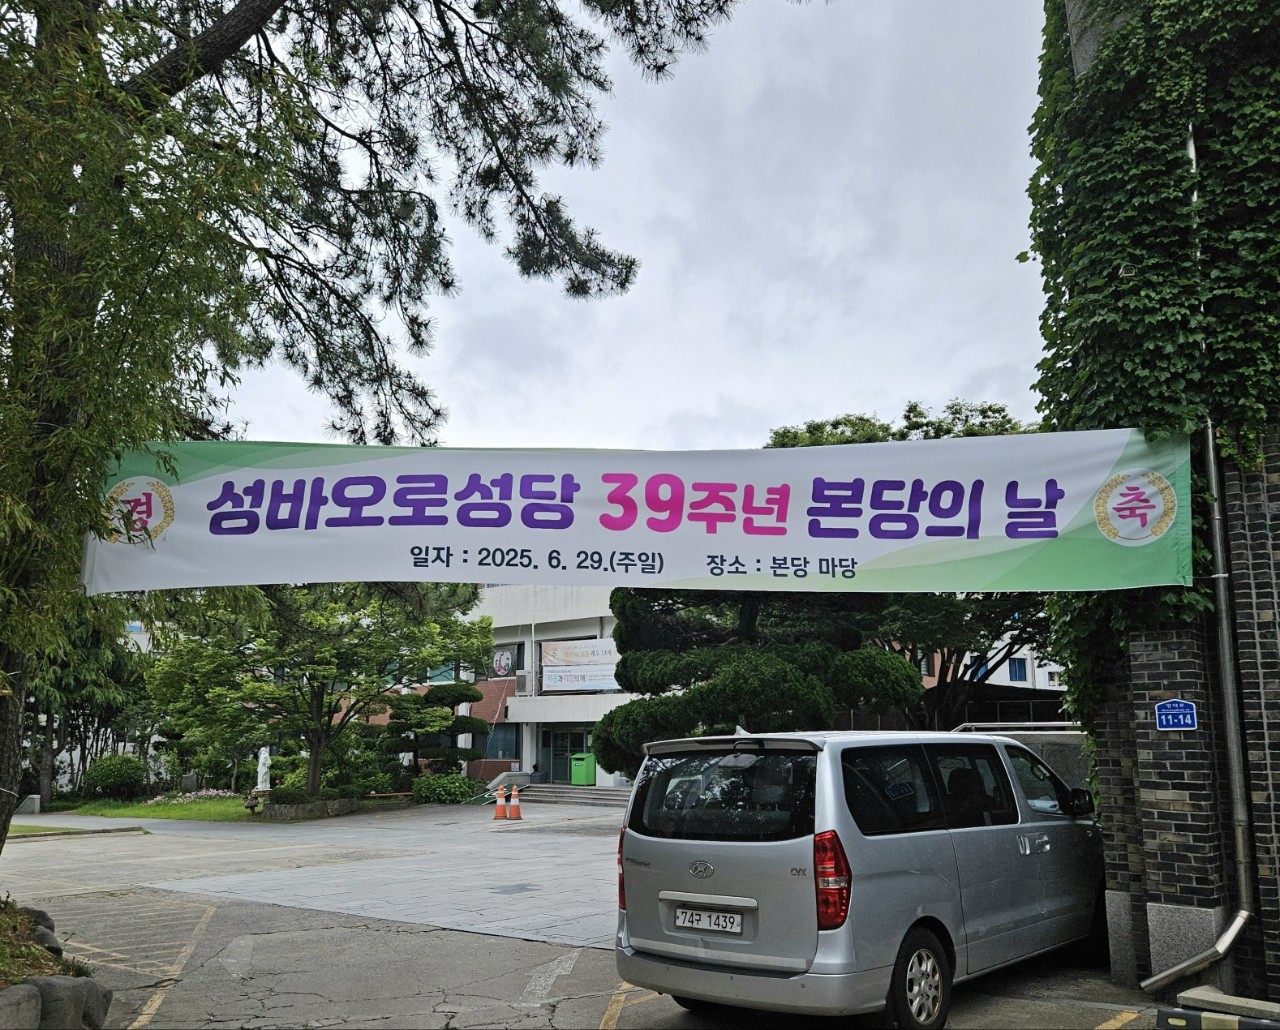 경 성바오로성당 39주년 본당의 날 축
일자 : 2025. 6. 29.(주일) 장소 : 본당 마당
11-14
CVX
74구 1439